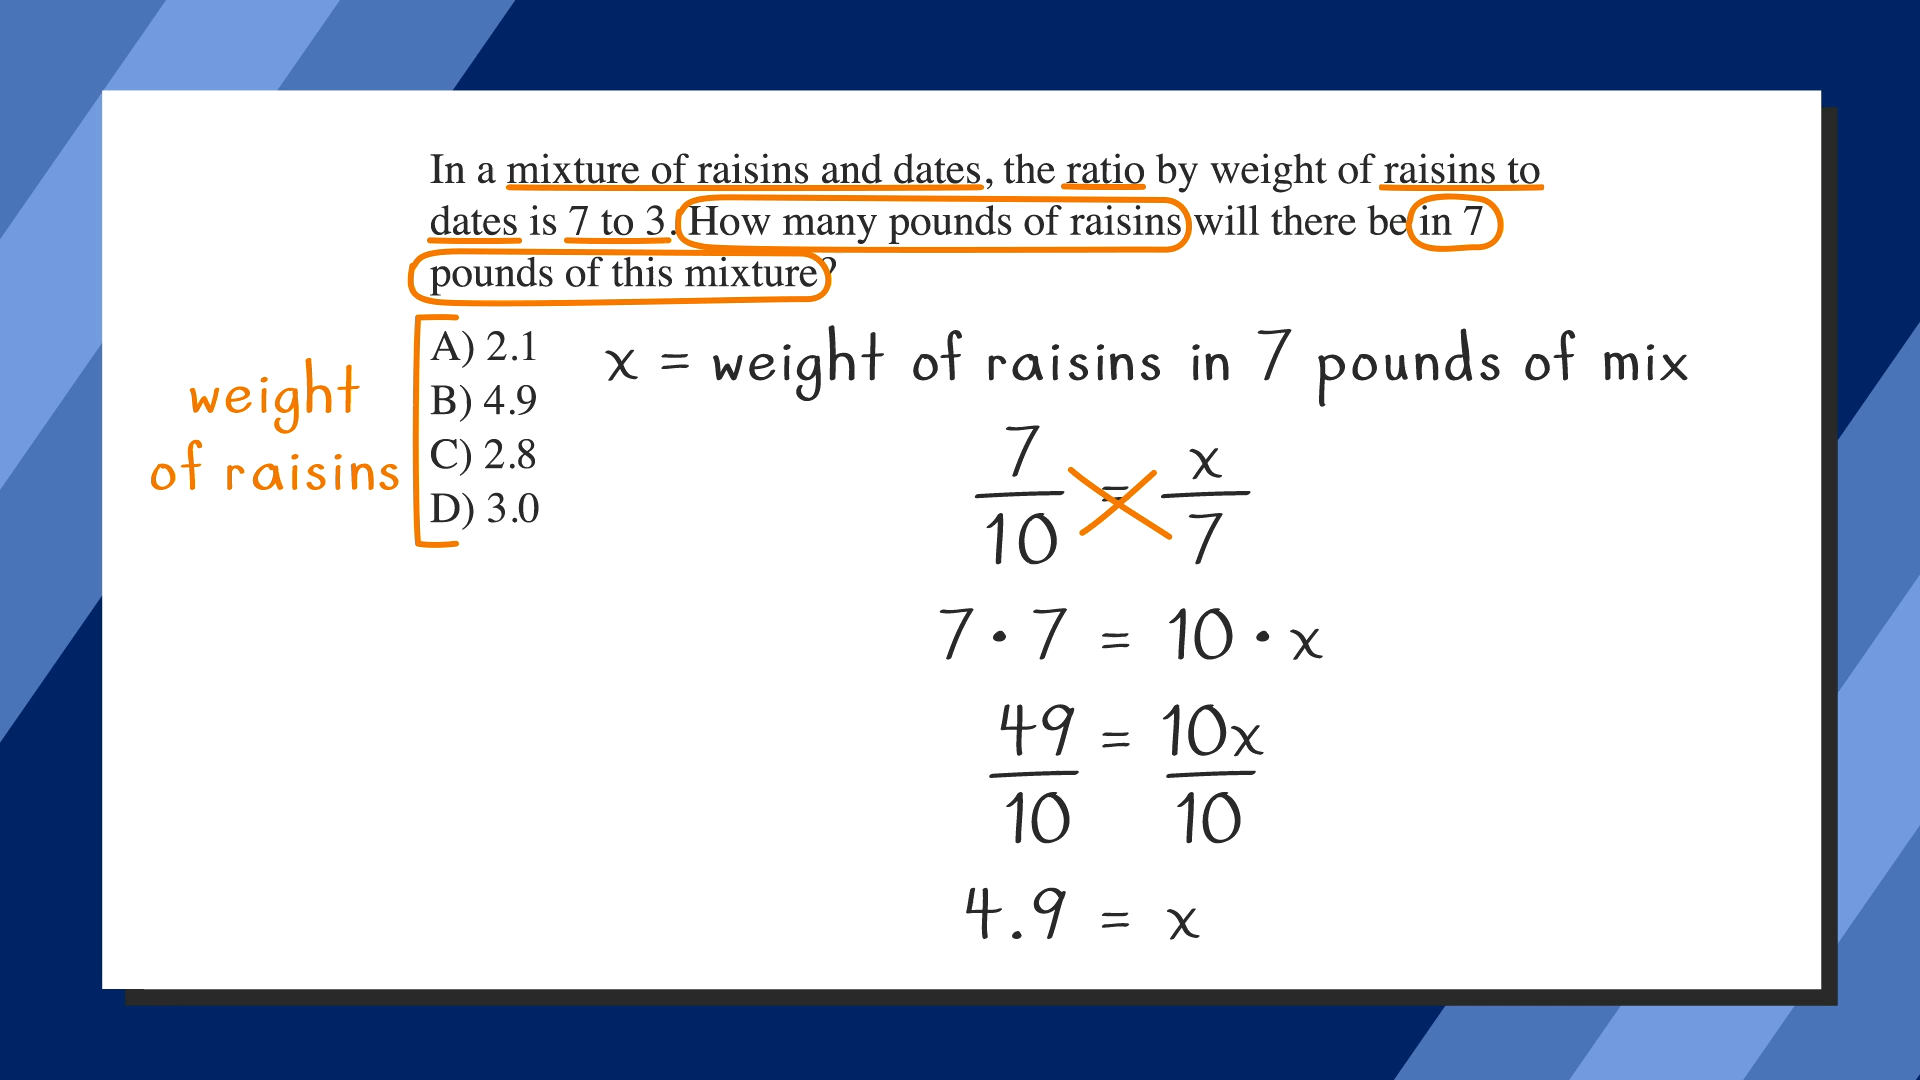 In a mixture of raisins and dates, the ratio by weight of raisins to
dates is 7 to 3. How many pounds of raisins will there be in 7
pounds of this mixture?
A) 2.1
B) 4.9
C) 2.8
D) 3.0
weight
of raisins
x = weight of raisins in 7 pounds of mix
7/10 = x/7
7 · 7 = 10 · x
49/10 = 10x/10
4.9 = x